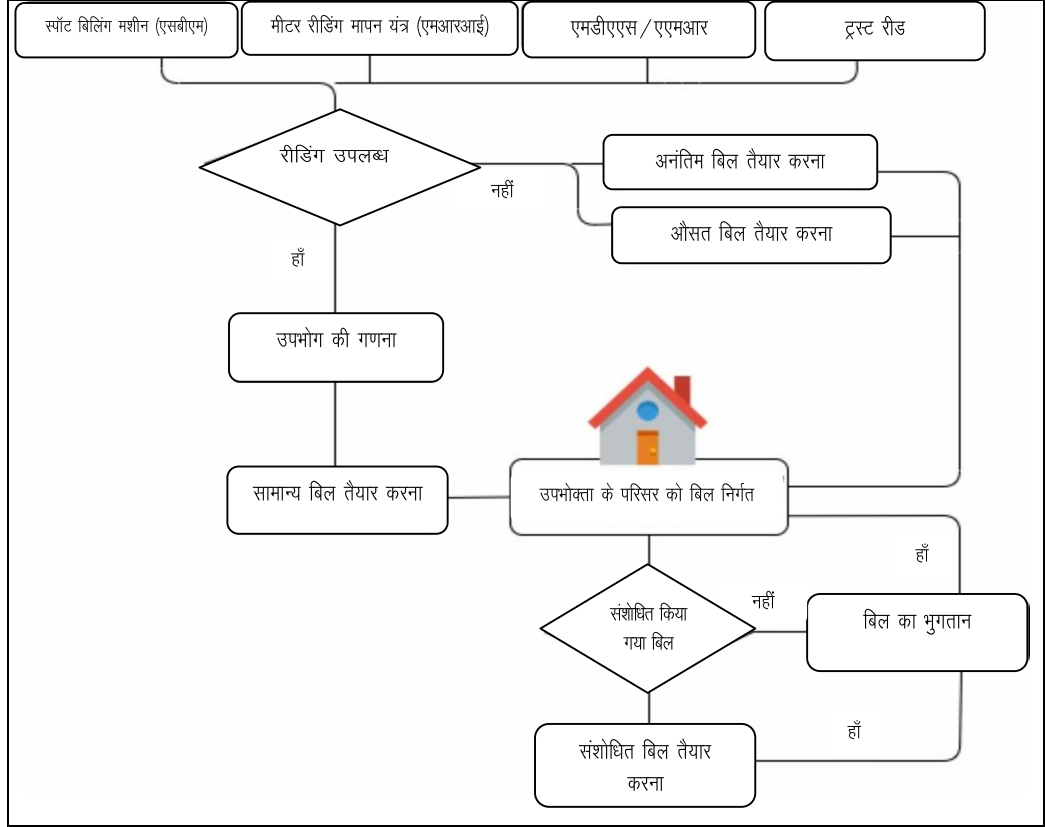 स्पॉट बिलिंग मशीन (एसबीएम)
मीटर रीडिंग मापन यंत्र (एमआरआई)
एमडीएएस/एएमआर
ट्रस्ट रीड
रीडिंग उपलब्ध
नहीं
अनंतिम बिल तैयार करना
औसत बिल तैयार करना
हाँ
उपभोग की गणना
सामान्य बिल तैयार करना
उपभोक्ता के परिसर को बिल निर्गत
हाँ
संशोधित किया
गया बिल
नहीं
बिल का भुगतान
हाँ
संशोधित बिल तैयार
करना